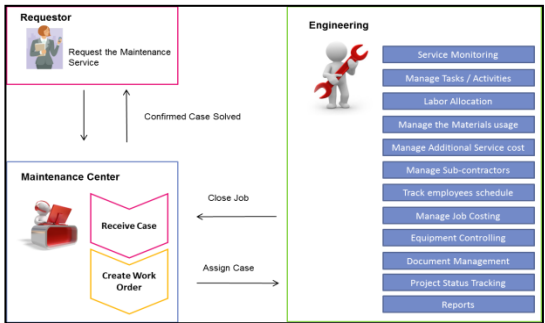 Requestor
Request the Maintenance
Service
Confirmed Case Solved
Maintenance Center
Receive Case
Create Work
Order
Close Job
Assign Case
Engineering
Service Monitoring
Manage Tasks / Activities
Labor Allocation
Manage the Materials usage
Manage Additional Service cost
Manage Sub-contractors
Track employees schedule
Manage Job Costing
Equipment Controlling
Document Management
Project Status Tracking
Reports